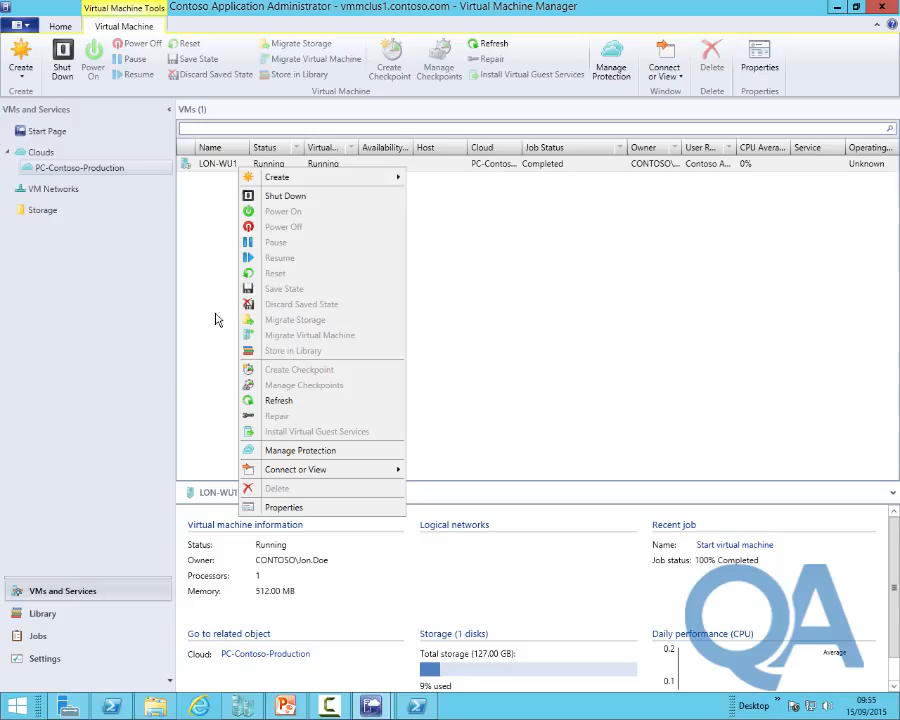 Virtual Machine Tools
Contoso Application Administrator - vmmclus1.contoso.com - Virtual Machine Manager
Home
Virtual Machine
Create
Shut
Down
Power
On
Power Off
Pause
Resume
Reset
Save State
Discard Saved State
Migrate Storage
Migrate Virtual Machine
Store in Library
Create
Checkpoint
Manage
Checkpoints
Refresh
Repair
Install Virtual Guest Services
Manage
Protection
Connect
or View
Delete
Properties
Create
Virtual Machine
Window
Delete
Properties
VMs and Services
Start Page
Clouds
PC-Contoso-Production
VM Networks
Storage
VMs (1)
Name
Status
Virtual...
Availability...
Host
Cloud
Job Status
Owner
User R...
CPU Avera...
Service
Operating...
LON-WU1
Running
Running
PC-Contos...
Completed
CONTOSO\...
Contoso A...
0%
Unknown
Create
Shut Down
Power On
Power Off
Pause
Resume
Reset
Save State
Discard Saved State
Migrate Storage
Migrate Virtual Machine
Store in Library
Create Checkpoint
Manage Checkpoints
Refresh
Repair
Install Virtual Guest Services
Manage Protection
Connect or View
Delete
Properties
LON-WU1
Virtual machine information
Status: Running
Owner: CONTOSO\Jon.Doe
Processors: 1
Memory: 512.00 MB
Logical networks
Recent job
Name: Start virtual machine
Job status: 100% Completed
Go to related object
Cloud: PC-Contoso-Production
Storage (1 disks)
Total storage (127.00 GB):
9% used
Daily performance (CPU)
0.2
0.1
Average
QA
VMs and Services
Library
Jobs
Settings
Desktop
09:55
15/09/2015